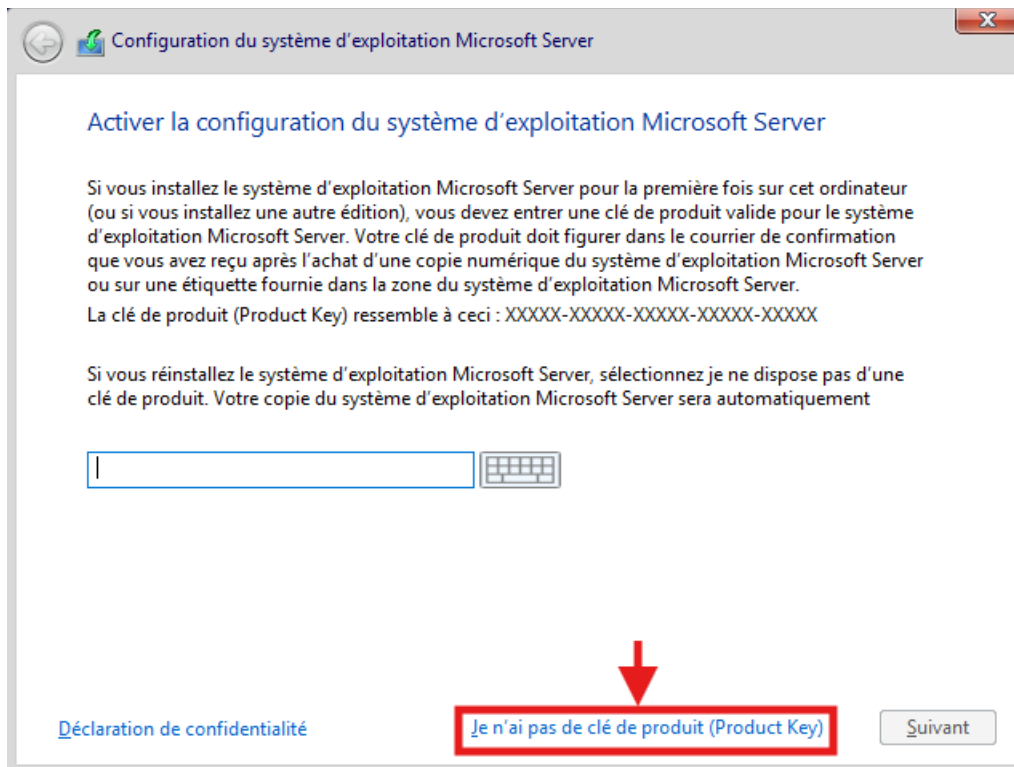 Configuration du système d'exploitation Microsoft Server
Activer la configuration du système d'exploitation Microsoft Server
Si vous installez le système d'exploitation Microsoft Server pour la première fois sur cet ordinateur
(ou si vous installez une autre édition), vous devez entrer une clé de produit valide pour le système
d'exploitation Microsoft Server. Votre clé de produit doit figurer dans le courrier de confirmation
que vous avez reçu après l'achat d'une copie numérique du système d'exploitation Microsoft Server
ou sur une étiquette fournie dans la zone du système d'exploitation Microsoft Server.
La clé de produit (Product Key) ressemble à ceci : XXXXX-XXXXX-XXXXX-XXXXX-XXXXX
Si vous réinstallez le système d'exploitation Microsoft Server, sélectionnez je ne dispose pas d'une
clé de produit. Votre copie du système d'exploitation Microsoft Server sera automatiquement
Déclaration de confidentialité
Je n'ai pas de clé de produit (Product Key)
Suivant